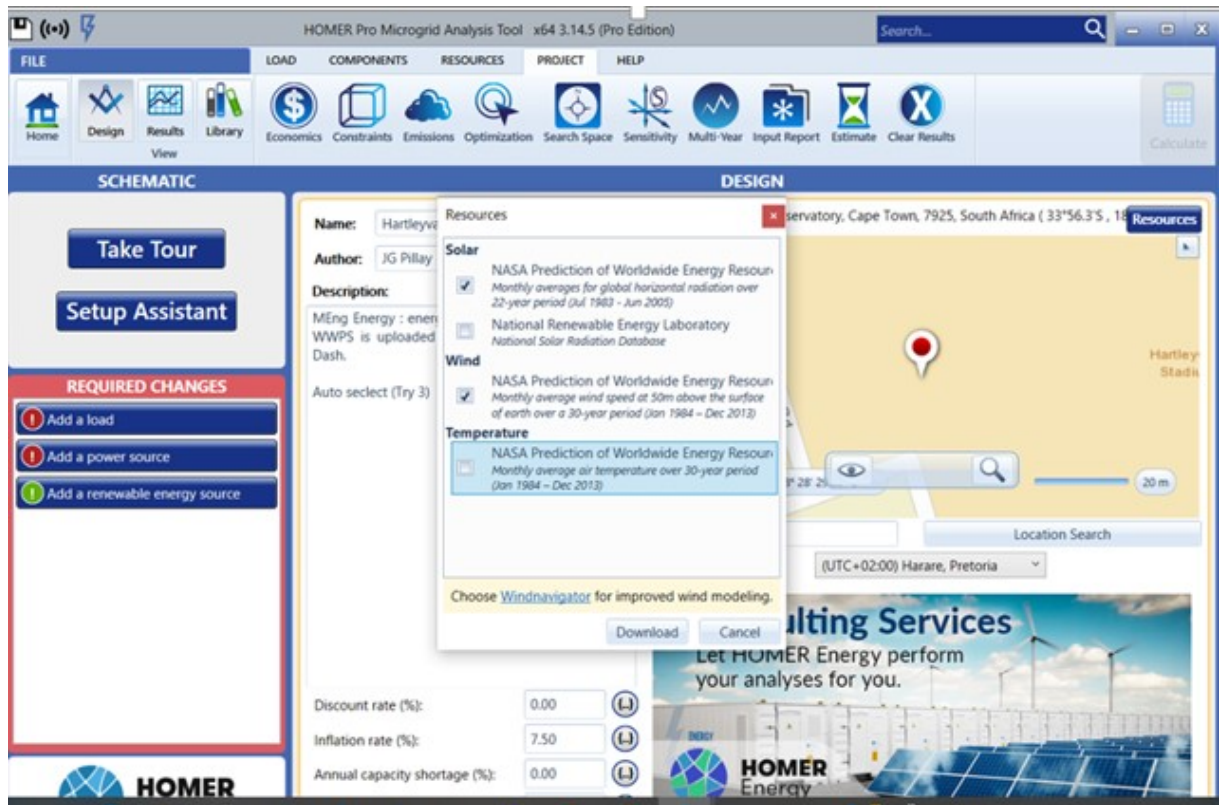 HOMER Pro Microgrid Analysis Tool x64 3.14.5 (Pro Edition)
Search...
FILE
LOAD COMPONENTS RESOURCES PROJECT HELP
Home
Design
Results
Library
View
Economics
Constraints
Emissions
Optimization
Search Space
Sensitivity
Multi-Year
Input Report
Estimate
Clear Results
Calculate
SCHEMATIC
Take Tour
Setup Assistant
REQUIRED CHANGES
Add a load
Add a power source
Add a renewable energy source
HOMER
DESIGN
Name: Hartleyva
Author: JG Pillay
Description:
MEng Energy : ener
WWPS is uploaded
Dash.
Auto seclect (Try 3)
Discount rate (%): 0.00
Inflation rate (%): 7.50
Annual capacity shortage (%): 0.00
Resources
Solar
NASA Prediction of Worldwide Energy Resour
Monthly averages for global horizontal radiation over
22-year period (Jul 1983 - Jun 2005)
National Renewable Energy Laboratory
National Solar Radiation Database
Wind
NASA Prediction of Worldwide Energy Resour
Monthly average wind speed at 50m above the surface
of earth over a 30-year period (Jan 1984 – Dec 2013)
Temperature
NASA Prediction of Worldwide Energy Resour
Monthly average air temperature over 30-year period
(Jan 1984 – Dec 2013)
Choose Windnavigator for improved wind modeling.
Download
Cancel
servatory, Cape Town, 7925, South Africa ( 33°56.3'S , 18
Resources
Hartley
Stadiu
20 m
Location Search
(UTC+02:00) Harare, Pretoria
ulting Services
Let HOMER Energy perform
your analyses for you.
HOMER
Energy